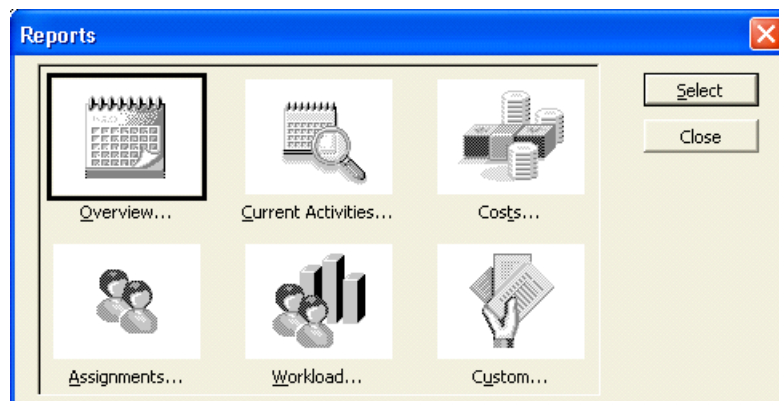 Reports
Select
Close
Overview...
Current Activities...
Costs...
Assignments...
Workload...
Custom...